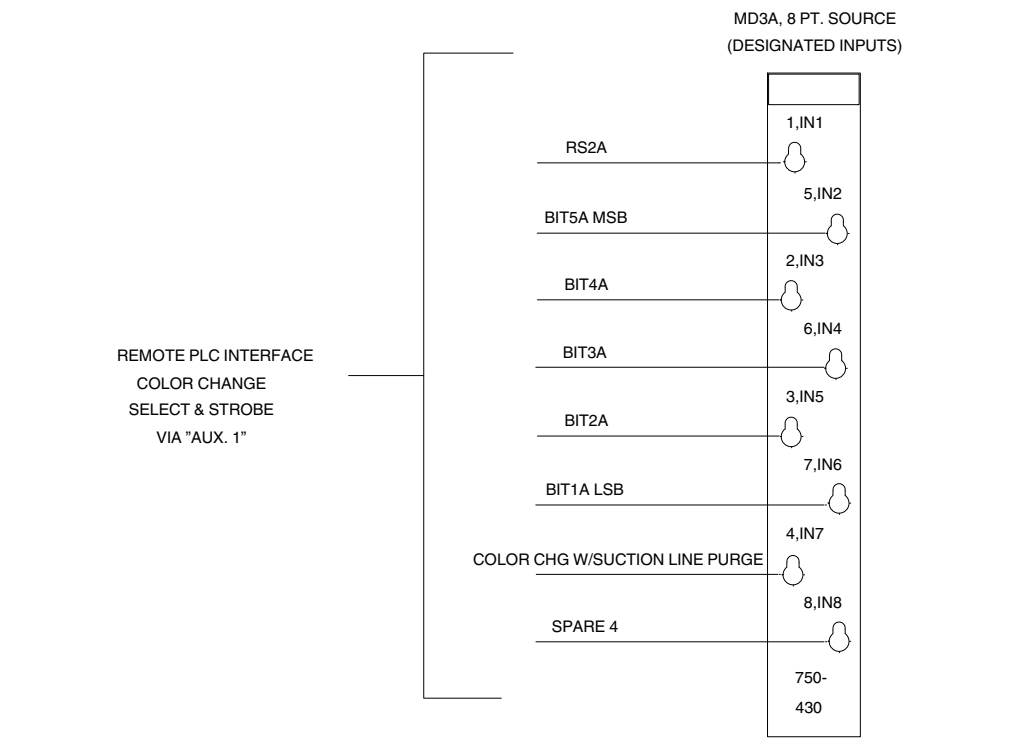 MD3A, 8 PT. SOURCE
(DESIGNATED INPUTS)
1,IN1
RS2A
5,IN2
BIT5A MSB
2,IN3
BIT4A
6,IN4
BIT3A
REMOTE PLC INTERFACE
COLOR CHANGE
SELECT & STROBE
VIA ”AUX. 1”
3,IN5
BIT2A
7,IN6
BIT1A LSB
4,IN7
COLOR CHG W/SUCTION LINE PURGE
8,IN8
SPARE 4
750-
430